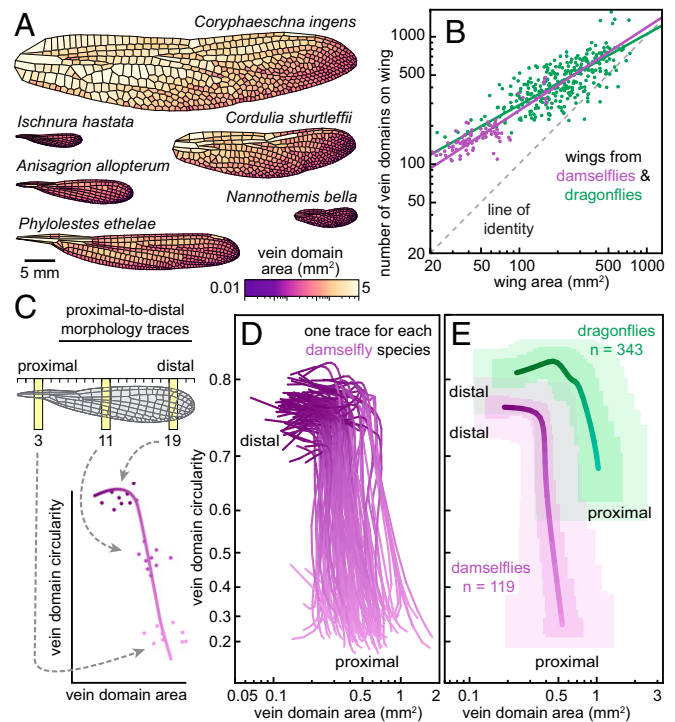 A
Coryphaeschna ingens
Ischnura hastata
Cordulia shurtleffii
Anisagrion allopterum
Nannothemis bella
Phylolestes ethelae
5 mm
vein domain
area (mm²)
0.01
5
B
number of vein domains on wing
1000
500
100
50
20
wings from
damselflies &
dragonflies
line of
identity
20
50
100
500
1000
wing area (mm²)
C
proximal-to-distal
morphology traces
proximal
distal
3
11
19
vein domain circularity
vein domain area
D
one trace for each
damselfly species
distal
proximal
vein domain circularity
0.8
0.7
0.6
0.5
0.4
0.3
0.2
0.05
0.1
0.5
1
2
vein domain area (mm²)
E
dragonflies
n = 343
distal
distal
proximal
damselflies
n = 119
proximal
0.1
0.5
1
3
vein domain area (mm²)